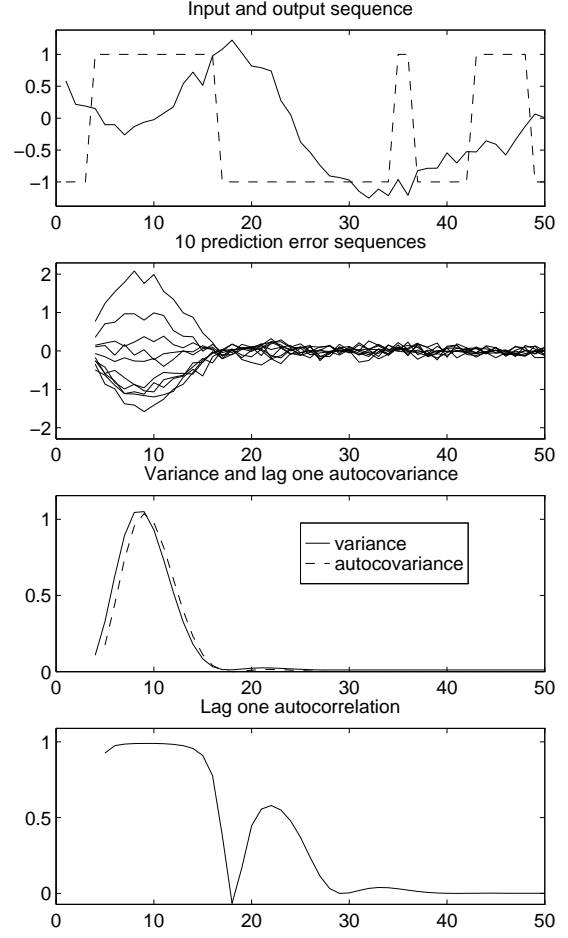 Input and output sequence
1
0.5
0
−0.5
−1
0 10 20 30 40 50
10 prediction error sequences
2
1
0
−1
−2
0 10 20 30 40 50
Variance and lag one autocovariance
1
0.5
0
variance
autocovariance
0 10 20 30 40 50
Lag one autocorrelation
1
0.5
0
0 10 20 30 40 50